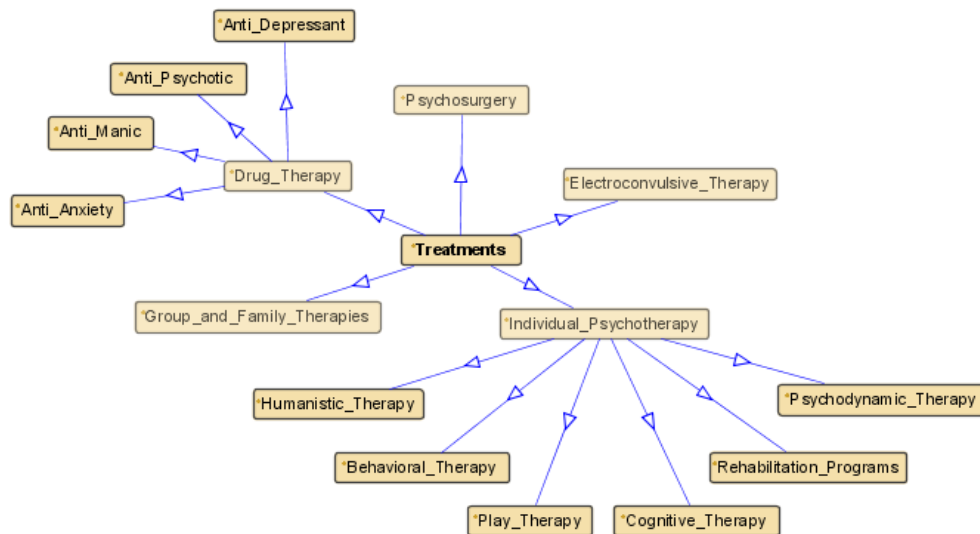 Anti_Depressant
Anti_Psychotic
Psychosurgery
Anti_Manic
Drug_Therapy
Electroconvulsive_Therapy
Anti_Anxiety
Treatments
Group_and_Family_Therapies
Individual_Psychotherapy
Humanistic_Therapy
Psychodynamic_Therapy
Behavioral_Therapy
Rehabilitation_Programs
Play_Therapy
Cognitive_Therapy